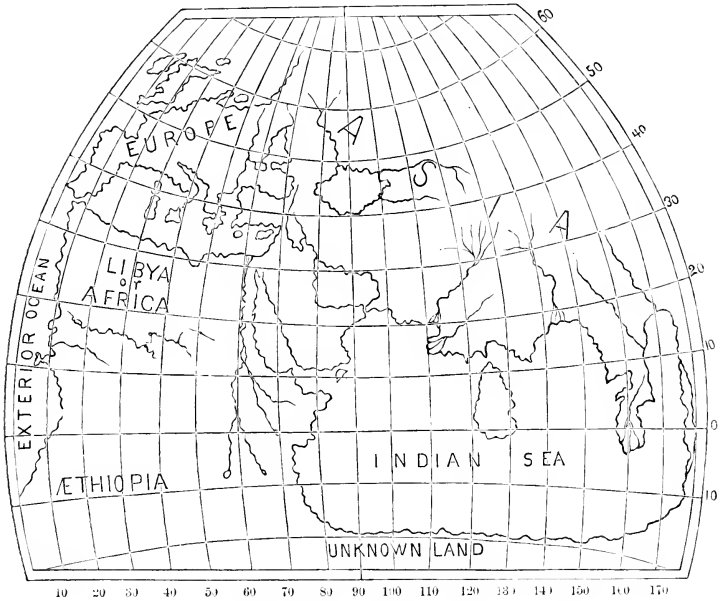 60
50
EUROPE
A
40
S
I
30
A
LIBYA
or
AFRICA
20
EXTERIOR OCEAN
10
0
INDIAN SEA
ÆTHIOPIA
10
UNKNOWN LAND
10 20 30 40 50 60 70 80 90 100 110 120 130 140 150 160 170